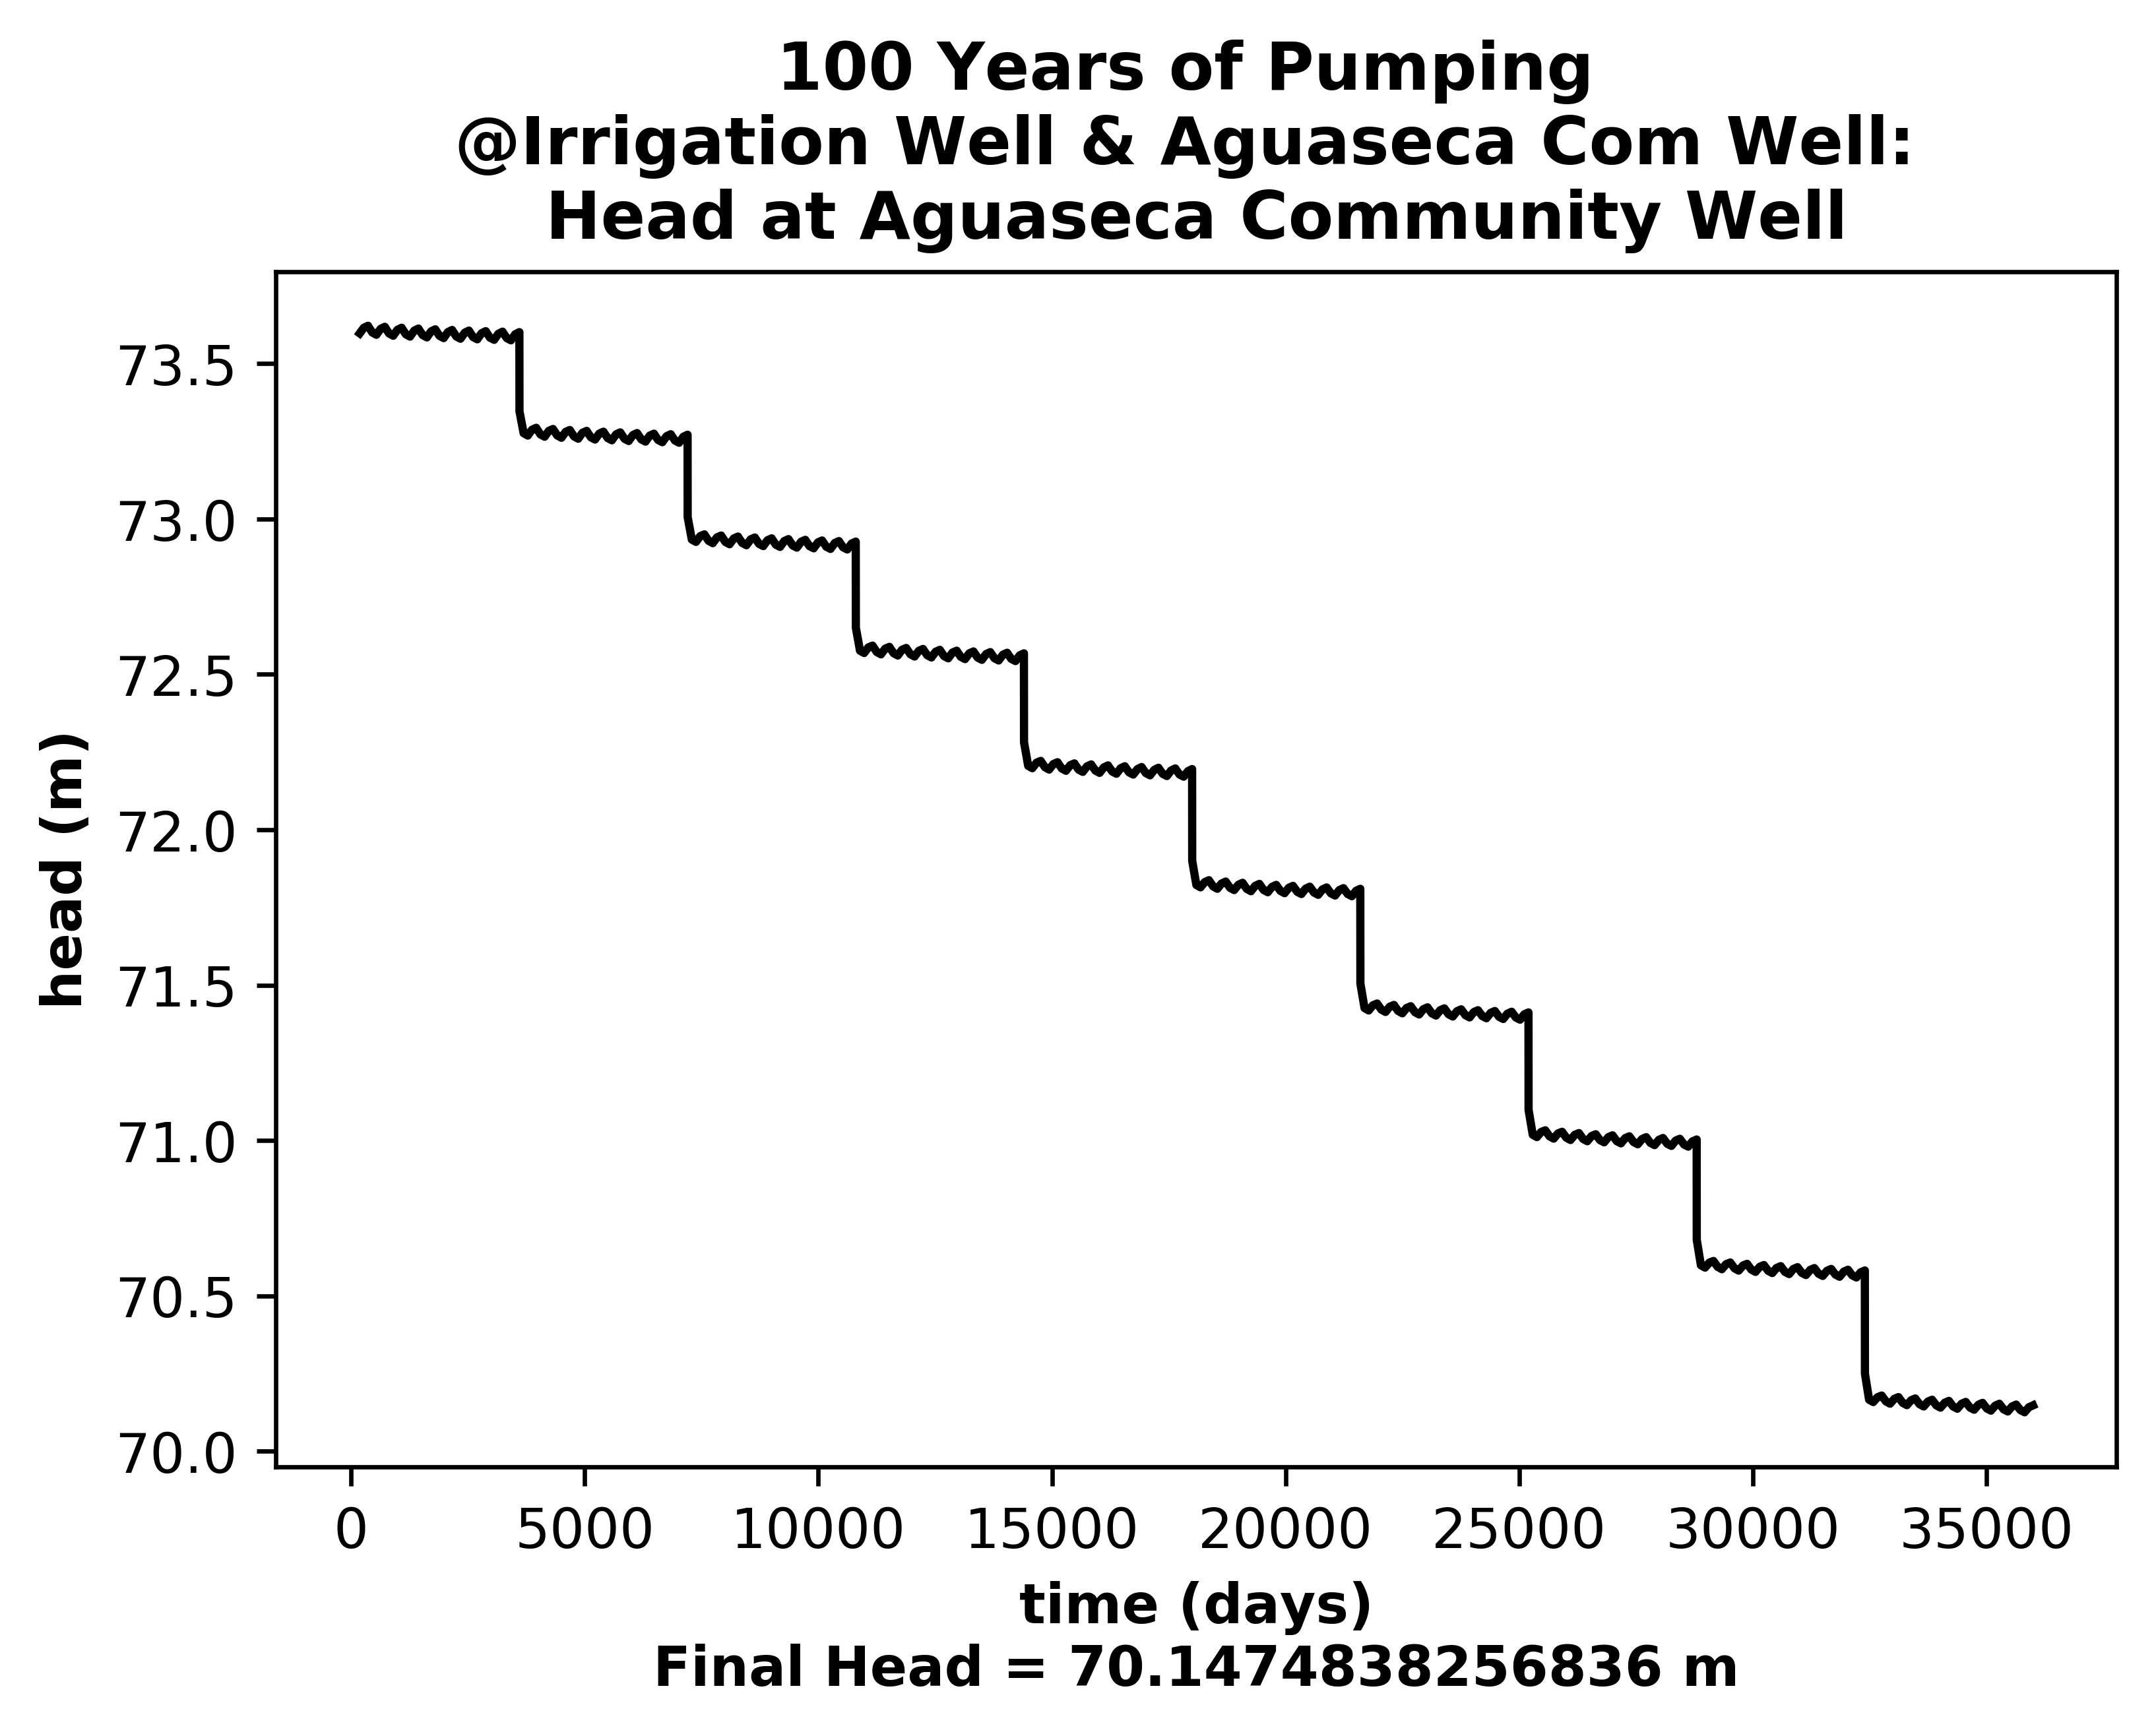 100 Years of Pumping
@Irrigation Well & Aguaseca Com Well:
Head at Aguaseca Community Well
head (m)
73.5
73.0
72.5
72.0
71.5
71.0
70.5
70.0
0 5000 10000 15000 20000 25000 30000 35000
time (days)
Final Head = 70.1474838256836 m